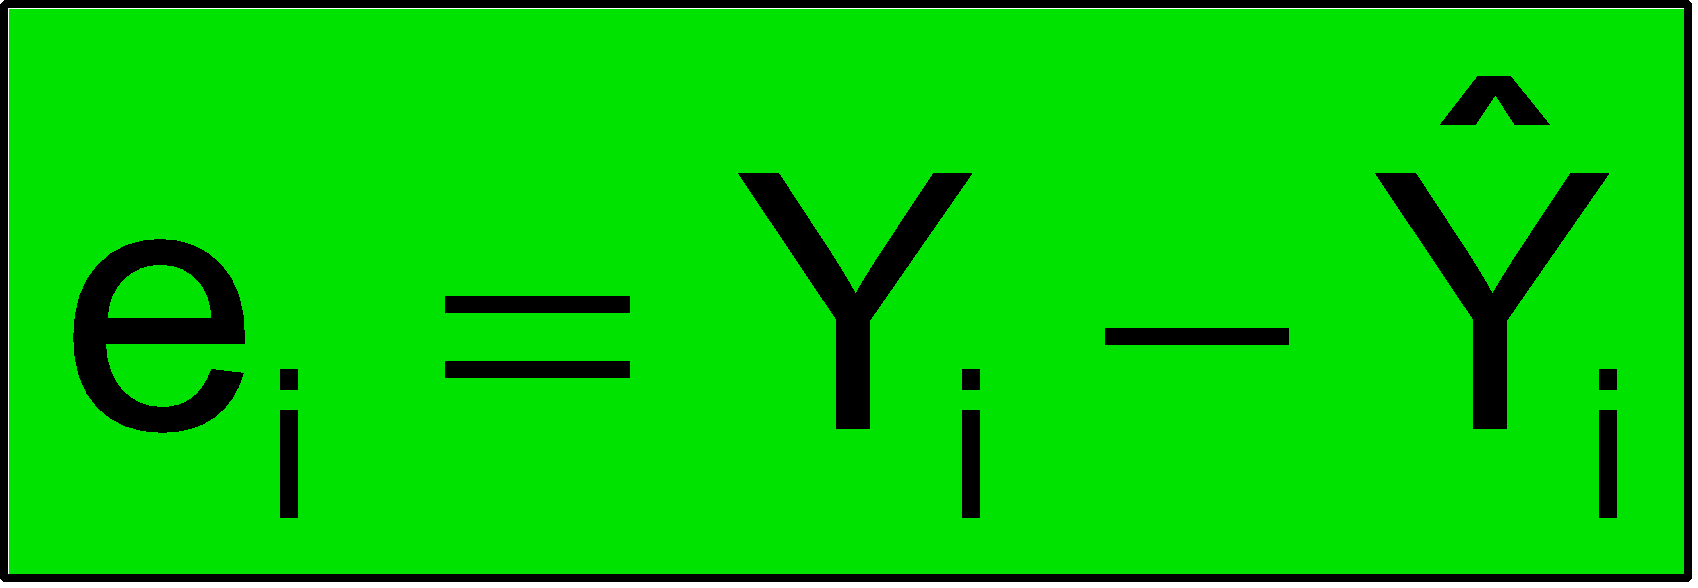 eᵢ = Yᵢ − Ŷᵢ